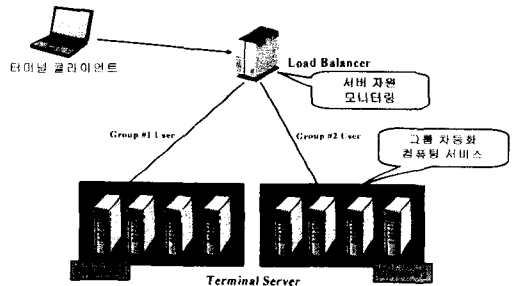 터미널 클라이언트
Load Balancer
서버 자원
모니터링
Group #1 User
Group #2 User
그룹 차등화
컴퓨팅 서비스
Terminal Server